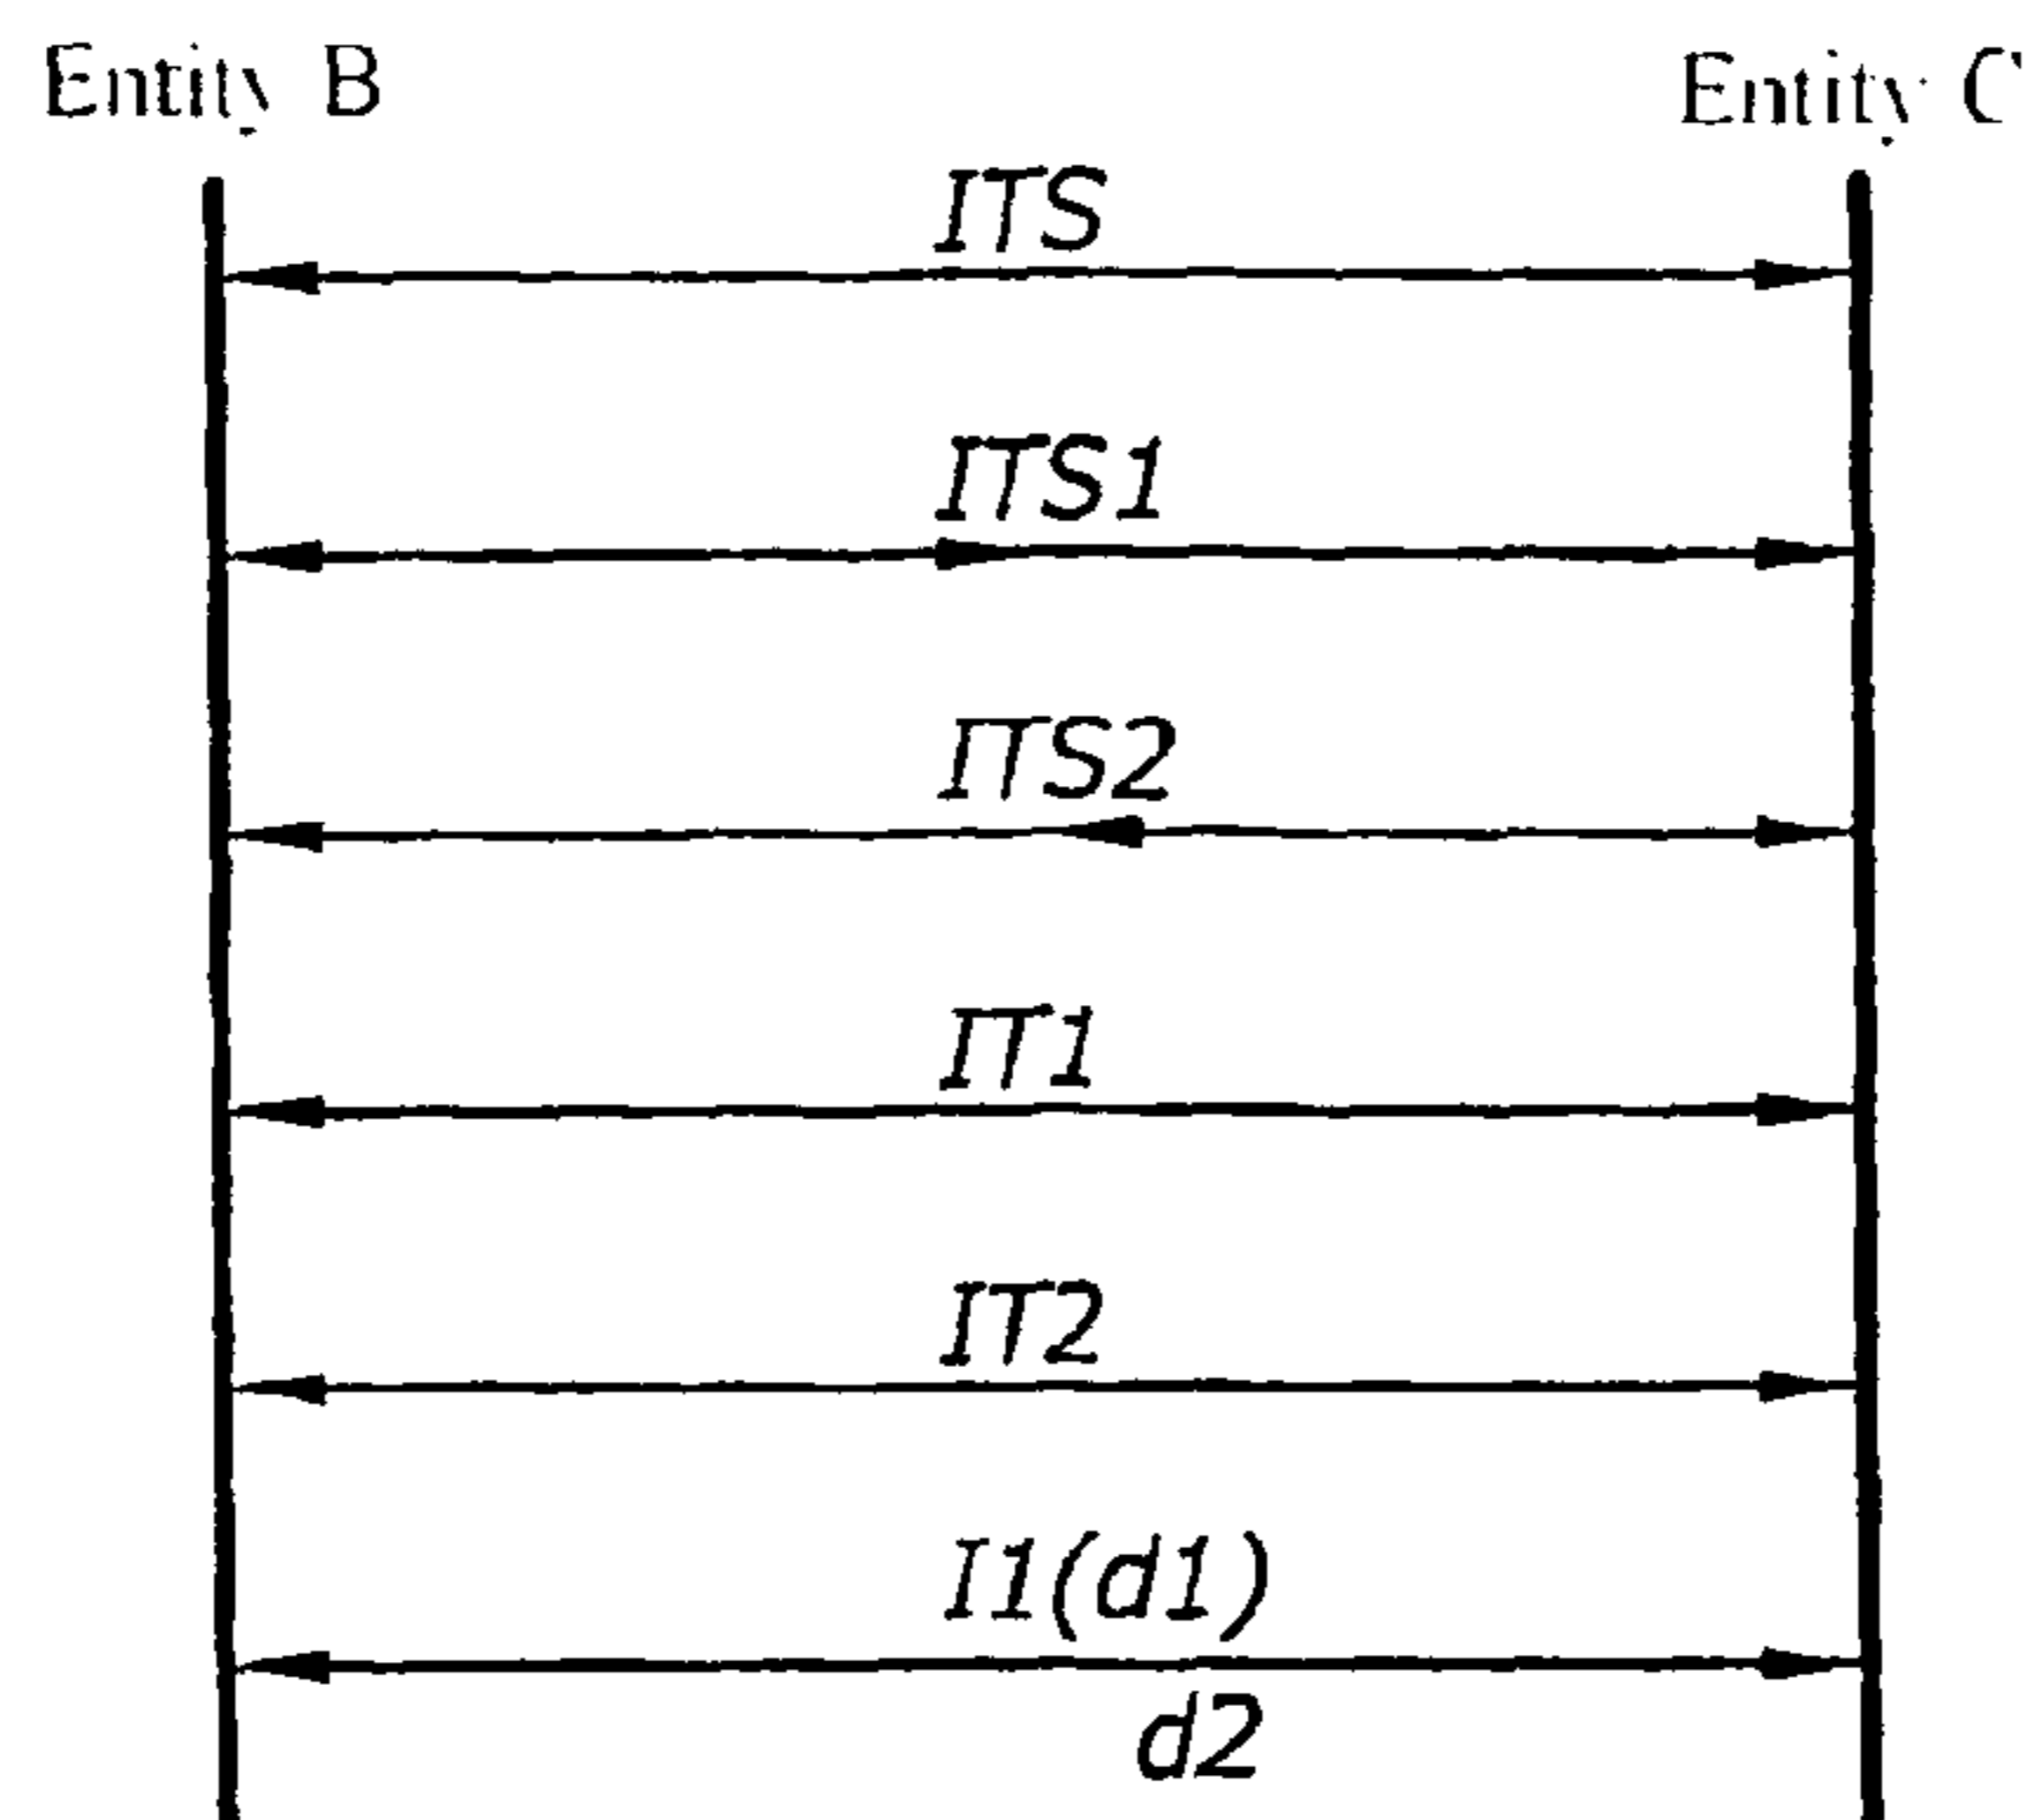 Entity B
Entity C
ITS
ITS1
ITS2
IT1
IT2
I1(d1)
d2